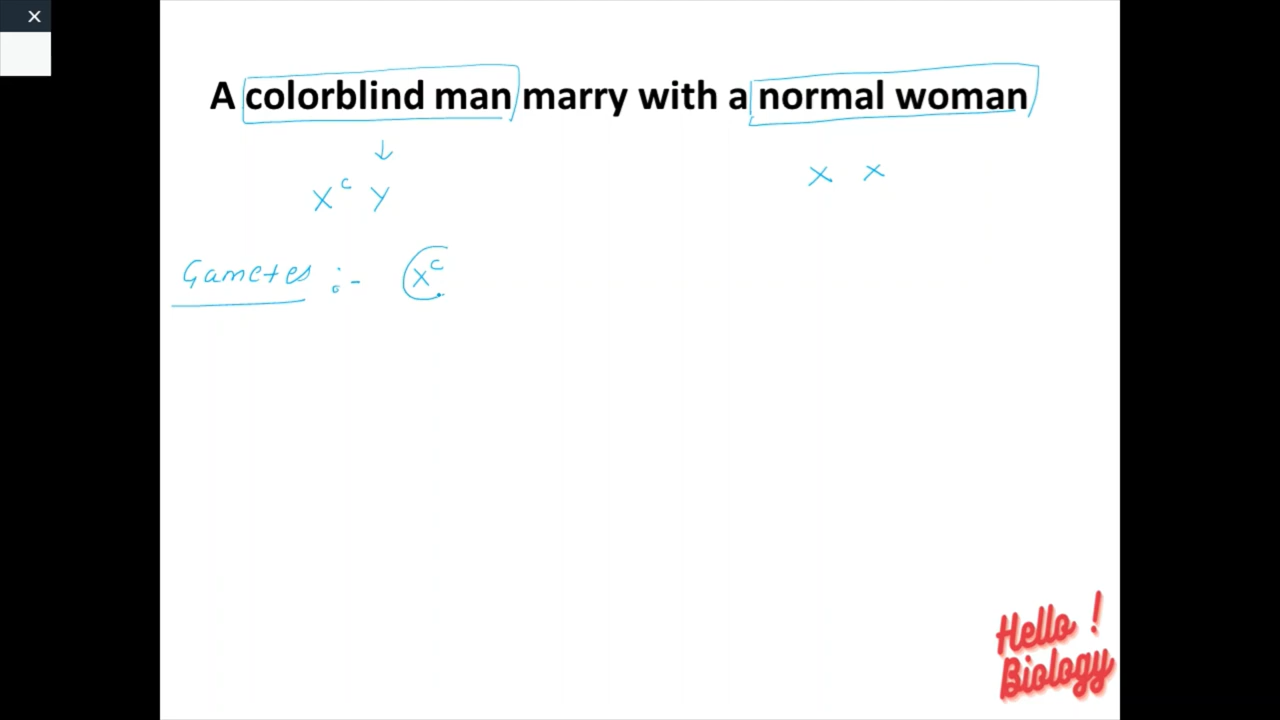 A colorblind man marry with a normal woman
X^c Y X X
Gametes :- X^c
Hello !
Biology